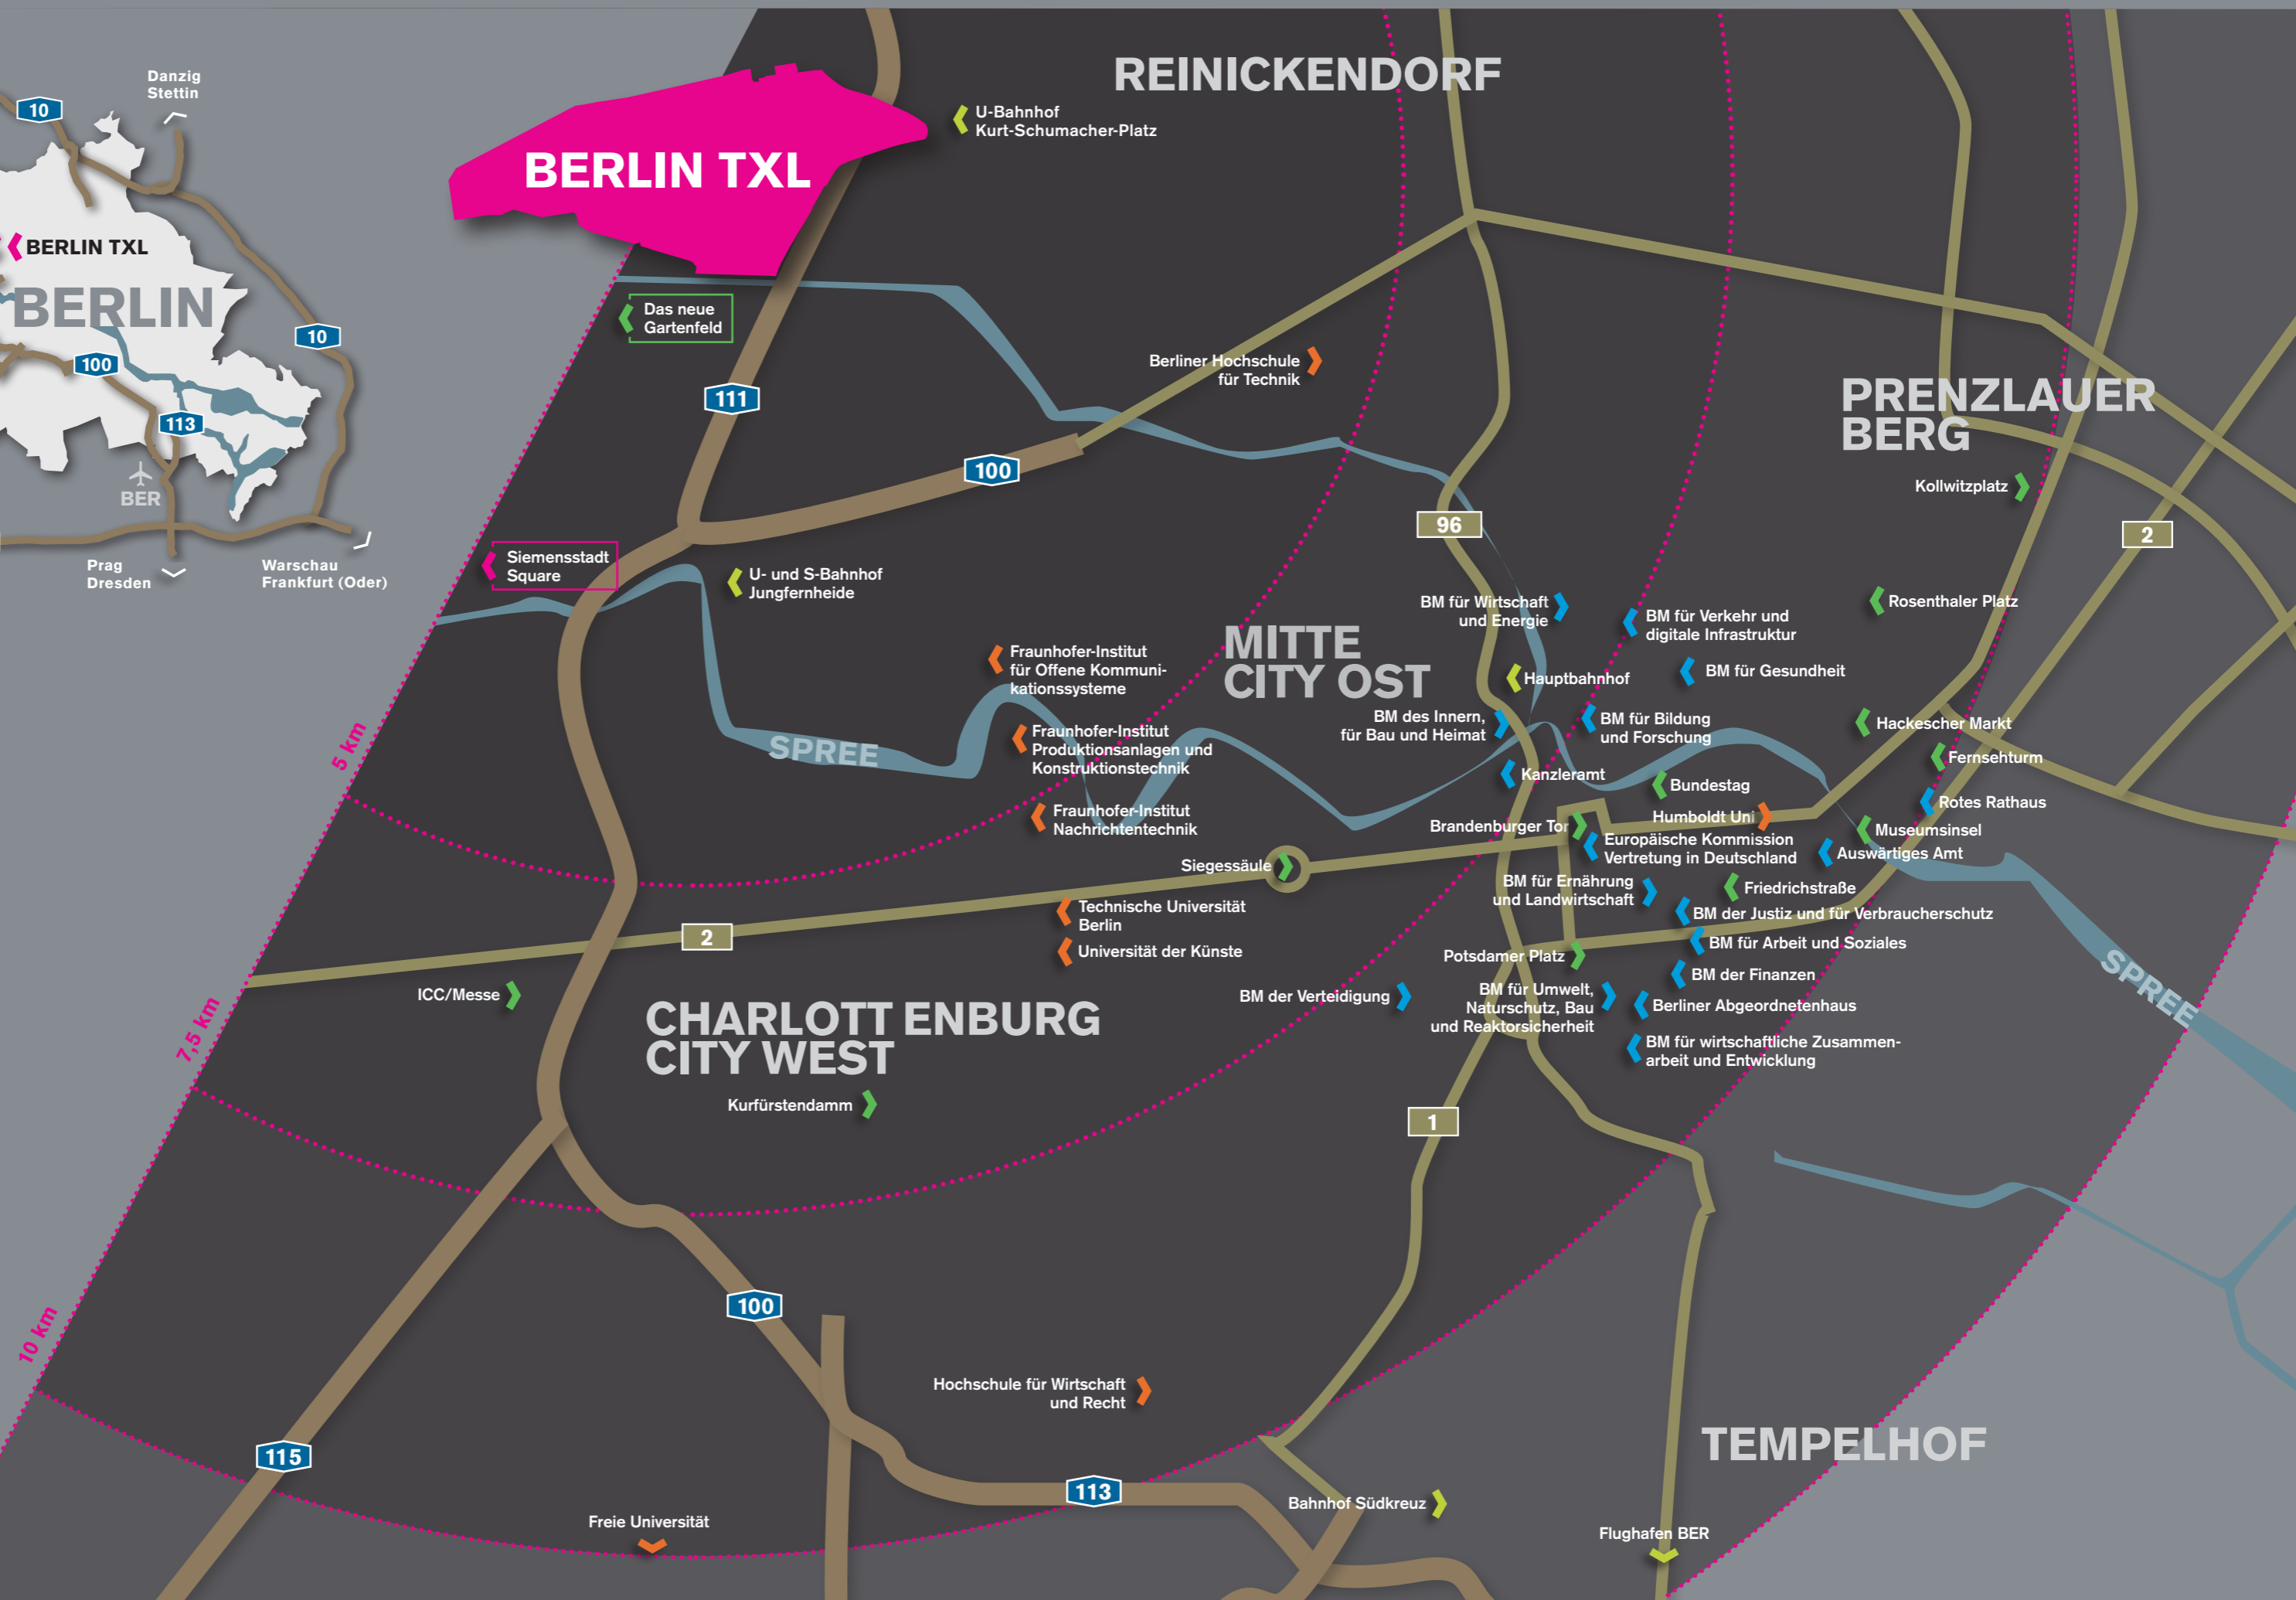 Danzig
Stettin
10
BERLIN TXL
BERLIN
10
100
113
BER
Prag
Dresden
Warschau
Frankfurt (Oder)
REINICKENDORF
U-Bahnhof
Kurt-Schumacher-Platz
BERLIN TXL
Das neue
Gartenfeld
111
Berliner Hochschule
für Technik
100
PRENZLAUER
BERG
Kollwitzplatz
96
2
Siemensstadt
Square
U- und S-Bahnhof
Jungfernheide
BM für Wirtschaft
und Energie
BM für Verkehr und
digitale Infrastruktur
Rosenthaler Platz
MITTE
CITY OST
Fraunhofer-Institut
für Offene Kommuni-
kationssysteme
Hauptbahnhof
BM für Gesundheit
BM des Innern,
für Bau und Heimat
BM für Bildung
und Forschung
Hackescher Markt
Fraunhofer-Institut
Produktionsanlagen und
Konstruktionstechnik
SPREE
5 km
Fernsehturm
Kanzleramt
Bundestag
Rotes Rathaus
Fraunhofer-Institut
Nachrichtentechnik
Brandenburger Tor
Humboldt Uni
Museumsinsel
Europäische Kommission
Vertretung in Deutschland
Auswärtiges Amt
Siegessäule
BM für Ernährung
und Landwirtschaft
Friedrichstraße
Technische Universität
Berlin
BM der Justiz und für Verbraucherschutz
2
Universität der Künste
BM für Arbeit und Soziales
Potsdamer Platz
BM der Finanzen
SPREE
ICC/Messe
BM der Verteidigung
BM für Umwelt,
Naturschutz, Bau
und Reaktorsicherheit
Berliner Abgeordnetenhaus
7,5 km
CHARLOTT ENBURG
CITY WEST
BM für wirtschaftliche Zusammen-
arbeit und Entwicklung
Kurfürstendamm
1
100
10 km
Hochschule für Wirtschaft
und Recht
TEMPELHOF
115
113
Bahnhof Südkreuz
Freie Universität
Flughafen BER